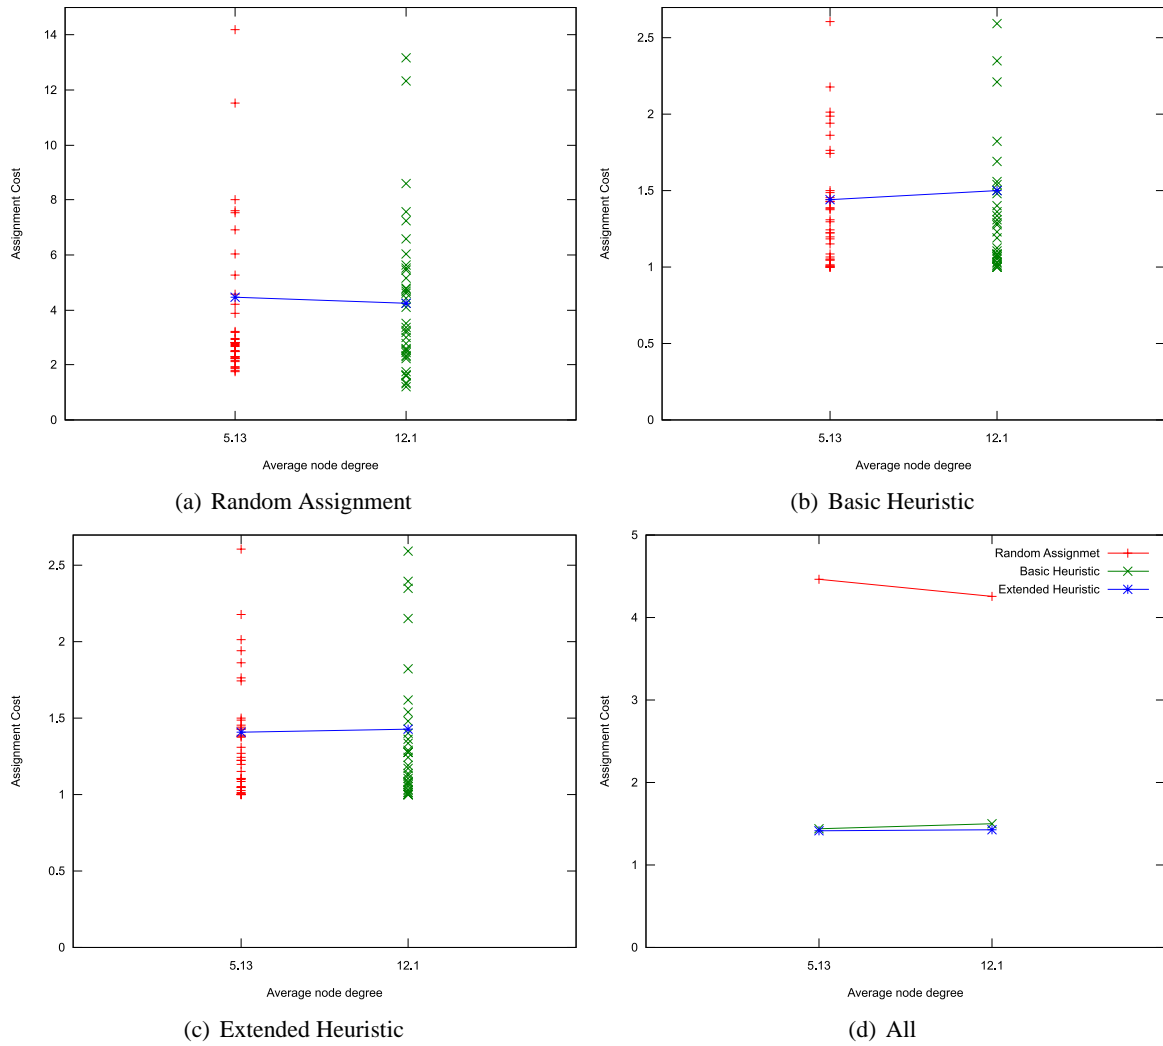 14
12
10
8
6
4
2
0
Assignment Cost
5.13
12.1
Average node degree
(a) Random Assignment
2.5
2
1.5
1
0.5
0
Assignment Cost
5.13
12.1
Average node degree
(b) Basic Heuristic
2.5
2
1.5
1
0.5
0
Assignment Cost
5.13
12.1
Average node degree
(c) Extended Heuristic
5
4
3
2
1
0
Assignment Cost
Random Assignmet
Basic Heuristic
Extended Heuristic
5.13
12.1
Average node degree
(d) All